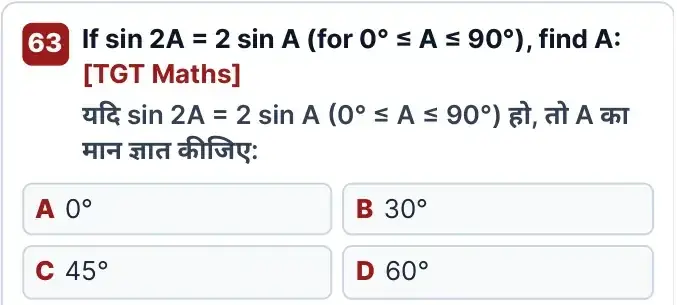 63 If sin 2A = 2 sin A (for 0° ≤ A ≤ 90°), find A:
[TGT Maths]
यदि sin 2A = 2 sin A (0° ≤ A ≤ 90°) हो, तो A का
मान ज्ञात कीजिए:
A 0°
B 30°
C 45°
D 60°